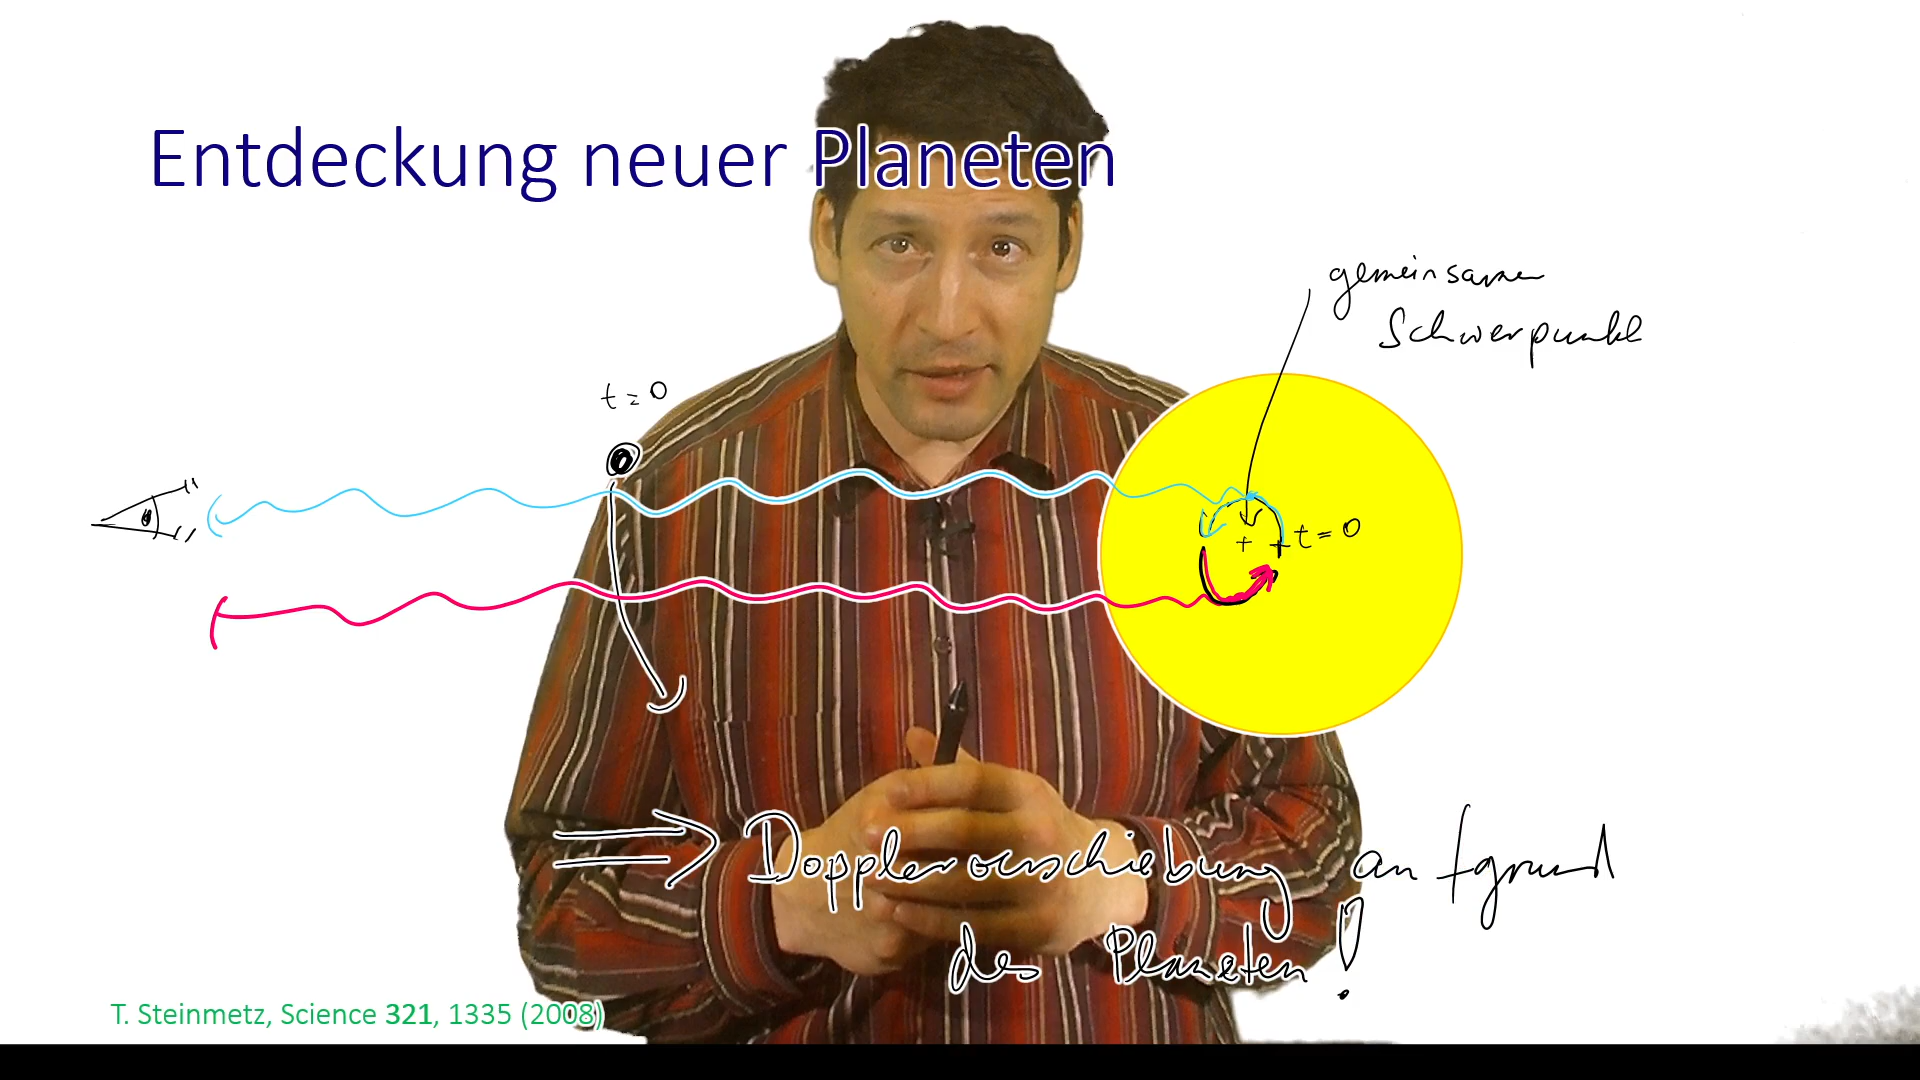 Entdeckung neuer Planeten
gemeinsamer
Schwerpunkt
t = 0
t = 0
⇒ Dopplerverschiebung aufgrund
des Planeten!
T. Steinmetz, Science 321, 1335 (2008)